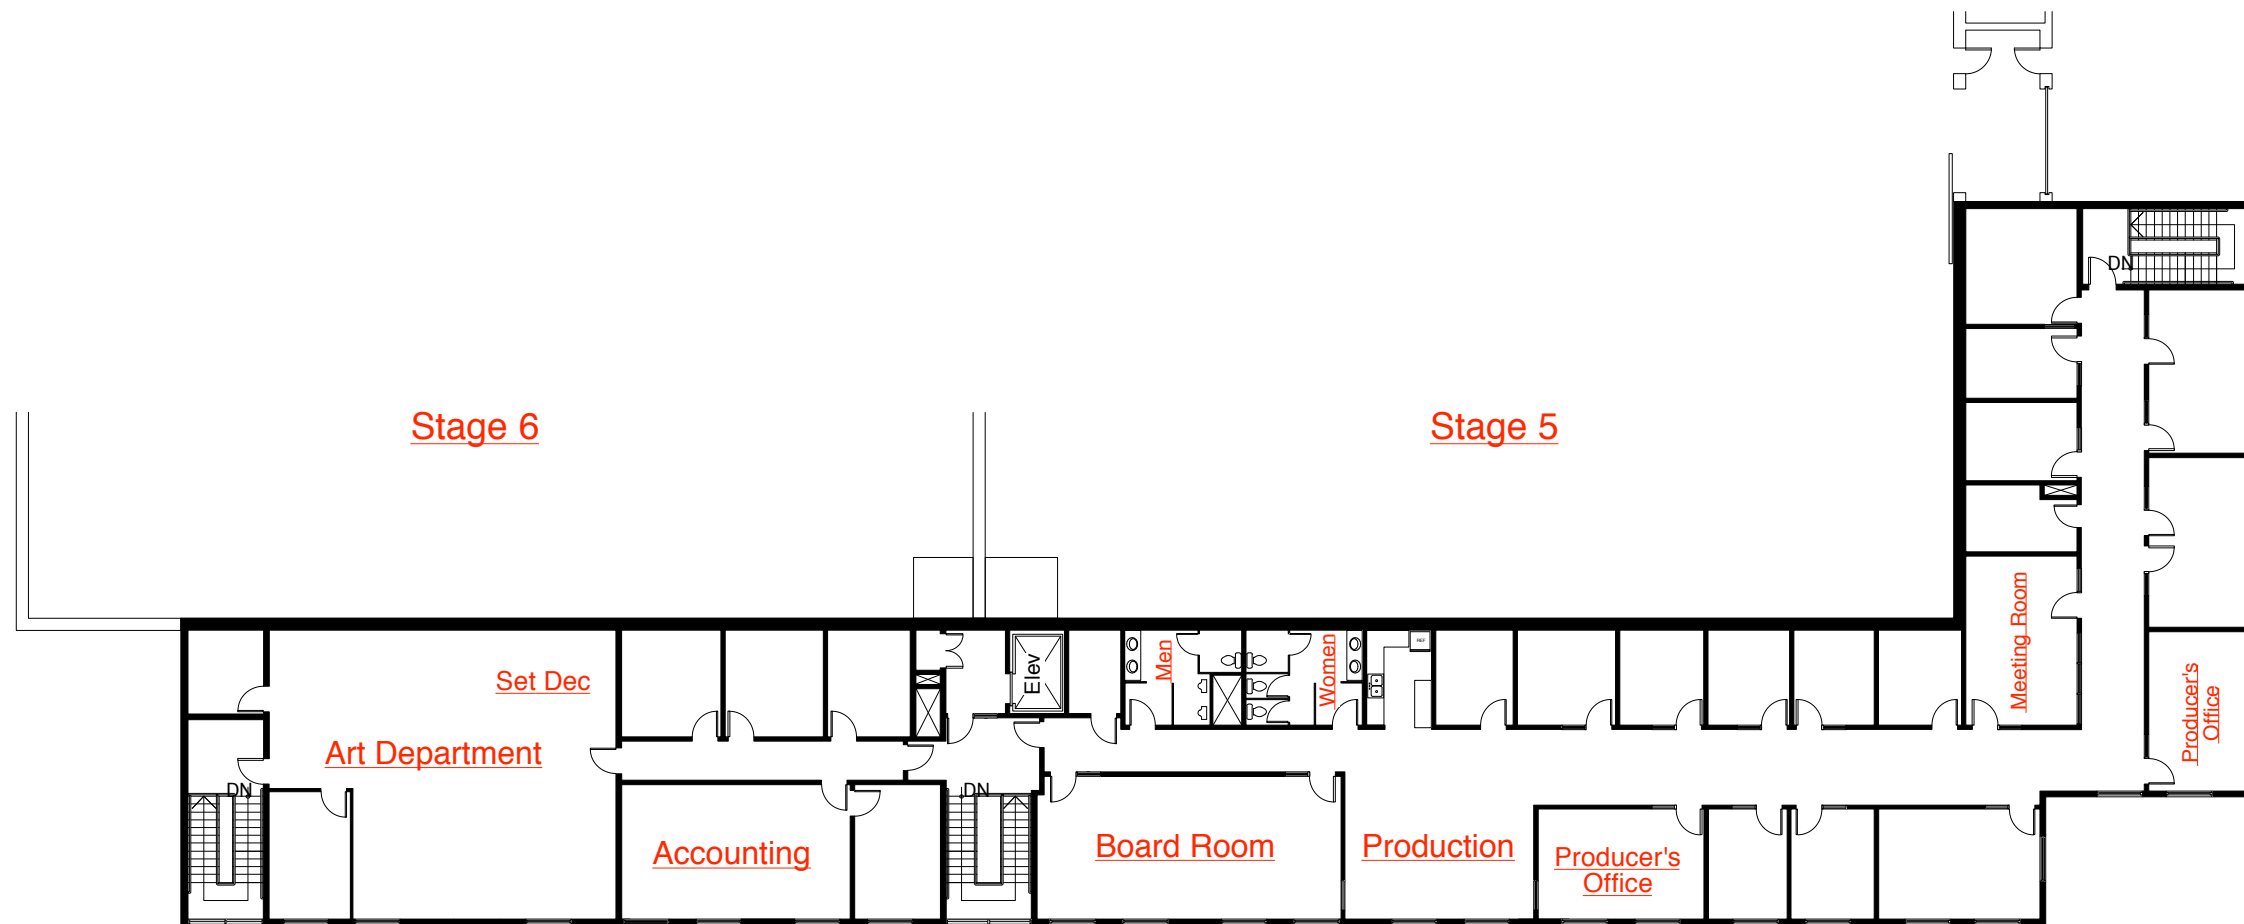 DN
Stage 6
Stage 5
Meeting Room
Men
Women
REF
Elev
Set Dec
Producer's
Office
Art Department
DN
DN
Accounting
Board Room
Production
Producer's
Office